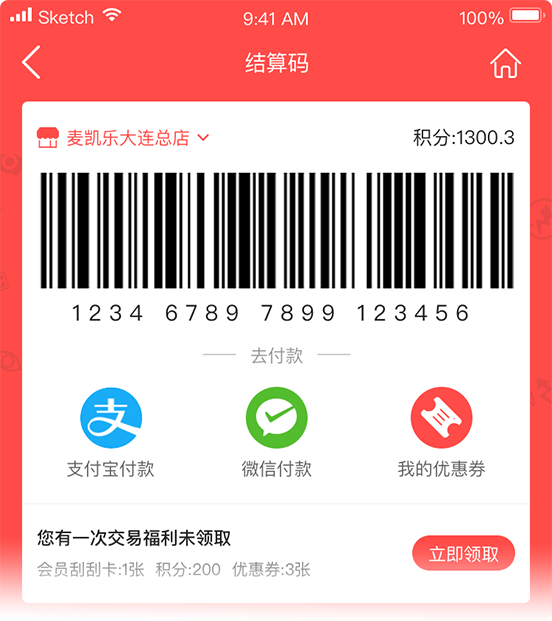 Sketch 9:41 AM 100%
结算码
麦凯乐大连总店 积分:1300.3
1234 6789 7899 123456
去付款
支付宝付款 微信付款 我的优惠券
您有一次交易福利未领取
会员刮刮卡:1张 积分:200 优惠券:3张
立即领取